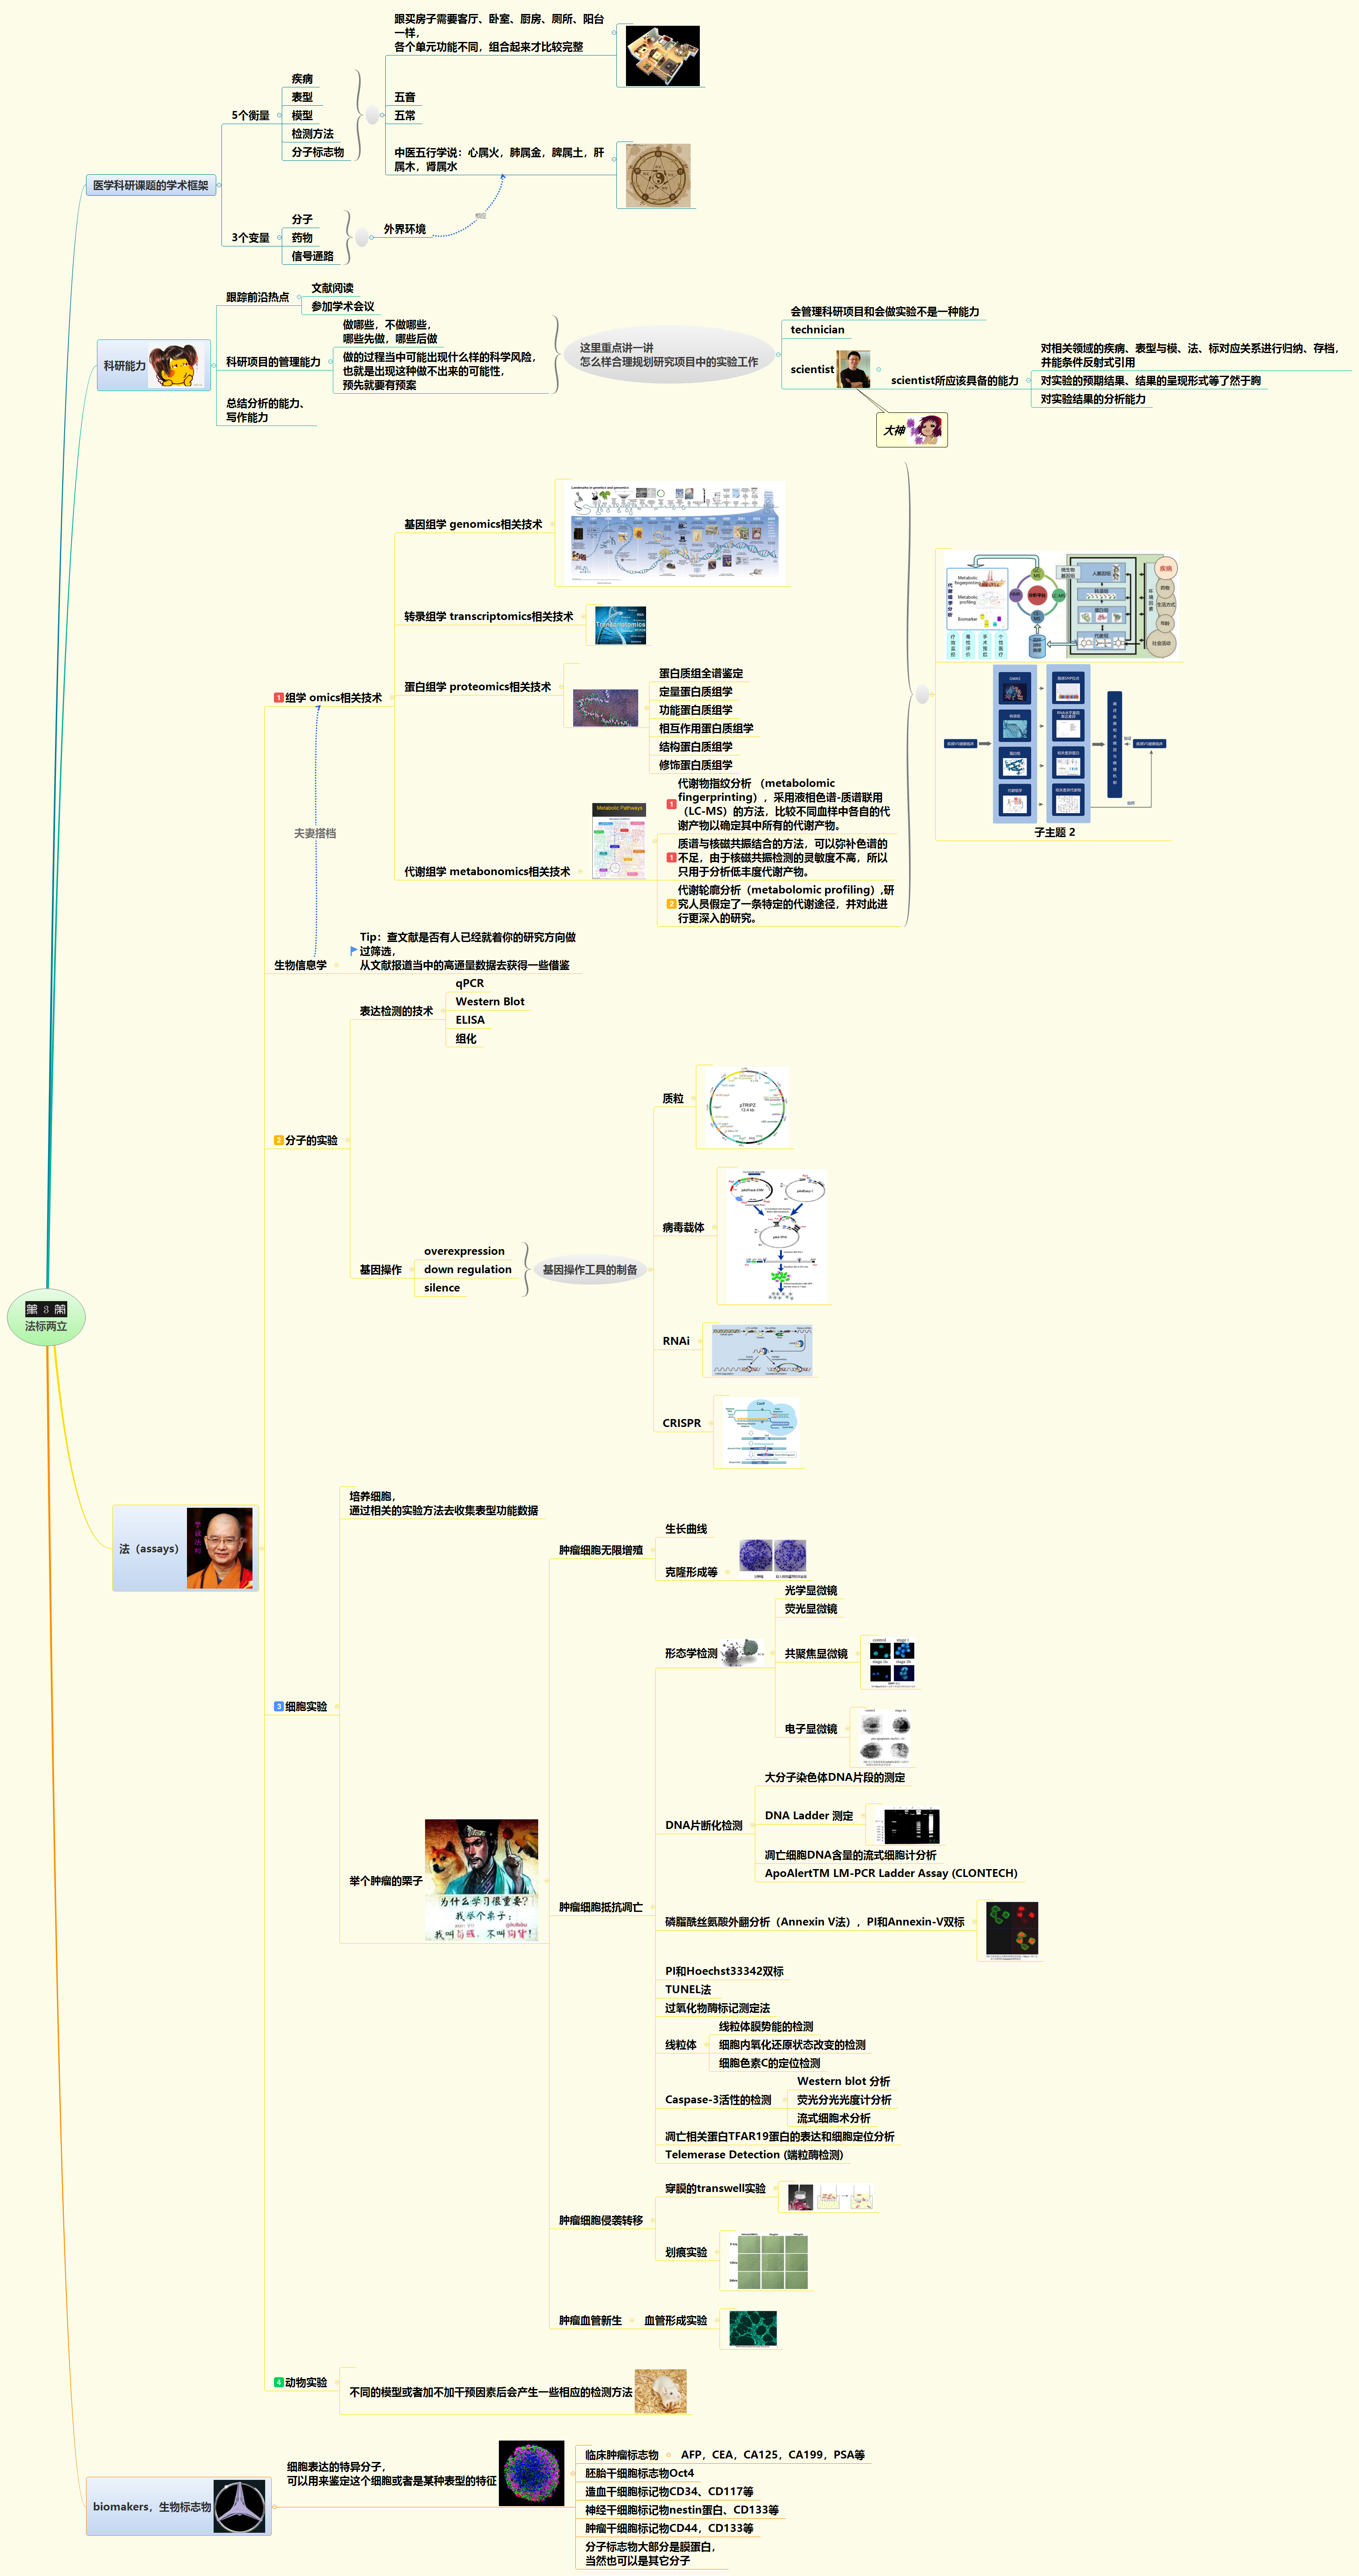 跟买房子需要客厅、卧室、厨房、厕所、阳台
一样，
各个单元功能不同，组合起来才比较完整
疾病
表型
模型
检测方法
分子标志物
5个衡量
五音
五常
中医五行学说：心属火，肺属金，脾属土，肝
属木，肾属水
医学科研课题的学术框架
3个变量
分子
药物
信号通路
外界环境
相应
科研能力
跟踪前沿热点
文献阅读
参加学术会议
科研项目的管理能力
做哪些，不做哪些，
哪些先做，哪些后做
做的过程当中可能出现什么样的科学风险，
也就是出现这种做不出来的可能性，
预先就要有预案
总结分析的能力、
写作能力
这里重点讲一讲
怎么样合理规划研究项目中的实验工作
会管理科研项目和会做实验不是一种能力
technician
scientist
scientist所应该具备的能力
对相关领域的疾病、表型与模、法、标对应关系进行归纳、存档，
并能条件反射式引用
对实验的预期结果、结果的呈现形式等了然于胸
对实验结果的分析能力
大神
1 组学 omics相关技术
基因组学 genomics相关技术
Landmarks in genetics and genomics
转录组学 transcriptomics相关技术
Transcriptomics
蛋白组学 proteomics相关技术
蛋白质组全谱鉴定
定量蛋白质组学
功能蛋白质组学
相互作用蛋白质组学
结构蛋白质组学
修饰蛋白质组学
代谢组学 metabonomics相关技术
Metabolic Pathways
1 代谢物指纹分析 （metabolomic
fingerprinting），采用液相色谱-质谱联用
（LC-MS）的方法，比较不同血样中各自的代
谢产物以确定其中所有的代谢产物。
1 质谱与核磁共振结合的方法，可以弥补色谱的
不足，由于核磁共振检测的灵敏度不高，所以
只用于分析低丰度代谢产物。
2 代谢轮廓分析（metabolomic profiling）,研
究人员假定了一条特定的代谢途径，并对此进
行更深入的研究。
Metabolic
fingerprinting
Metabolic
profiling
Biomarker
疾病
药物
生活方式
年龄
社会活动
人基因组
转录组
蛋白组
代谢组
子主题 2
夫妻搭档
生物信息学
Tip：查文献是否有人已经就着你的研究方向做
过筛选，
从文献报道当中的高通量数据去获得一些借鉴
2 分子的实验
表达检测的技术
qPCR
Western Blot
ELISA
组化
基因操作
overexpression
down regulation
silence
基因操作工具的制备
质粒
pTRIPZ
13.4 kb
病毒载体
RNAi
CRISPR
法标两立
法（assays）
3 细胞实验
培养细胞，
通过相关的实验方法去收集表型功能数据
举个肿瘤的栗子
为什么学习很重要？
我举个栗子：
我叫荀彧，不叫狗货！
肿瘤细胞无限增殖
生长曲线
克隆形成等
肿瘤细胞抵抗凋亡
形态学检测
光学显微镜
荧光显微镜
共聚焦显微镜
control
stage I
电子显微镜
DNA片断化检测
大分子染色体DNA片段的测定
DNA Ladder 测定
凋亡细胞DNA含量的流式细胞计分析
ApoAlertTM LM-PCR Ladder Assay (CLONTECH)
磷脂酰丝氨酸外翻分析（Annexin V法），PI和Annexin-V双标
PI和Hoechst33342双标
TUNEL法
过氧化物酶标记测定法
线粒体
线粒体膜势能的检测
细胞内氧化还原状态改变的检测
细胞色素C的定位检测
Caspase-3活性的检测
Western blot 分析
荧光分光光度计分析
流式细胞术分析
凋亡相关蛋白TFAR19蛋白的表达和细胞定位分析
Telemerase Detection (端粒酶检测)
肿瘤细胞侵袭转移
穿膜的transwell实验
划痕实验
肿瘤血管新生
血管形成实验
4 动物实验
不同的模型或者加不加干预因素后会产生一些相应的检测方法
biomakers，生物标志物
细胞表达的特异分子，
可以用来鉴定这个细胞或者是某种表型的特征
临床肿瘤标志物
AFP，CEA，CA125，CA199，PSA等
胚胎干细胞标志物Oct4
造血干细胞标记物CD34、CD117等
神经干细胞标记物nestin蛋白、CD133等
肿瘤干细胞标记物CD44，CD133等
分子标志物大部分是膜蛋白，
当然也可以是其它分子